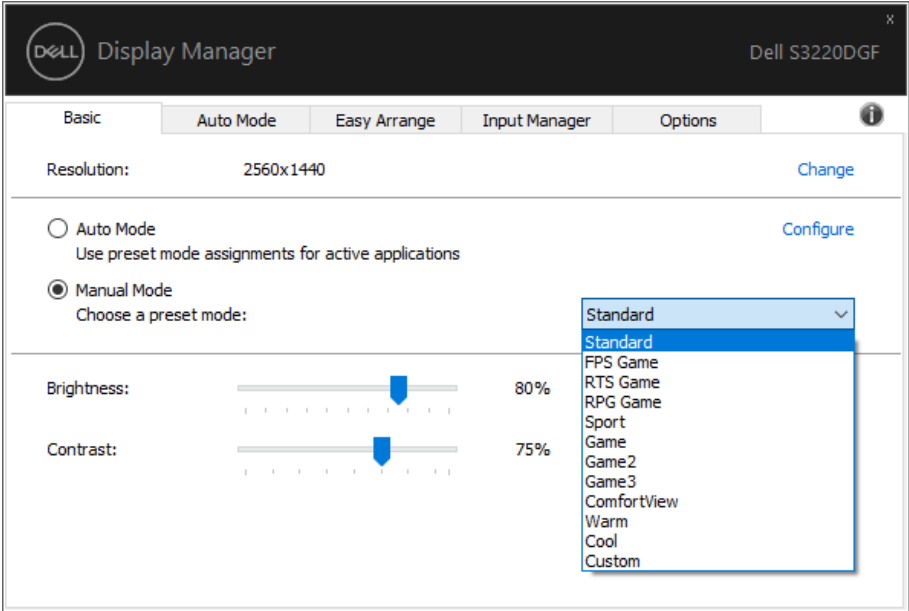 x
DELL Display Manager Dell S3220DGF
Basic Auto Mode Easy Arrange Input Manager Options i
Resolution: 2560x1440 Change
Auto Mode Configure
Use preset mode assignments for active applications
Manual Mode
Choose a preset mode: Standard
Standard
FPS Game
RTS Game
RPG Game
Sport
Game
Game2
Game3
ComfortView
Warm
Cool
Custom
Brightness: 80%
Contrast: 75%